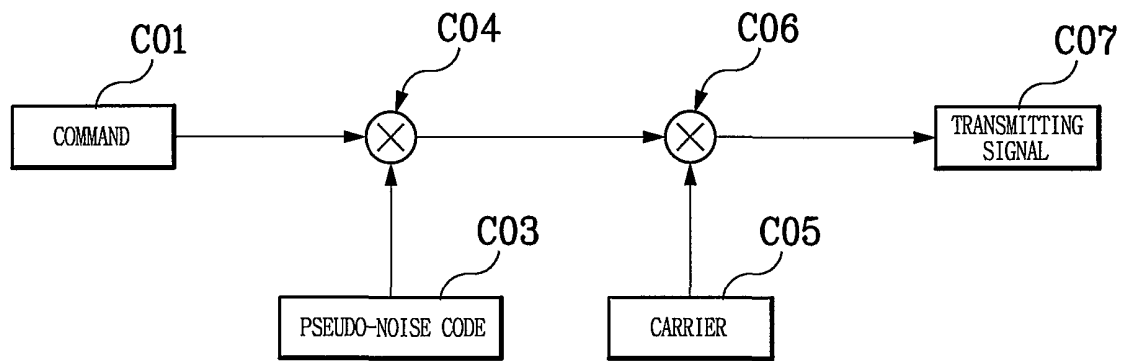 C01
C04
C06
C07
COMMAND
TRANSMITTING
SIGNAL
C03
C05
PSEUDO-NOISE CODE
CARRIER